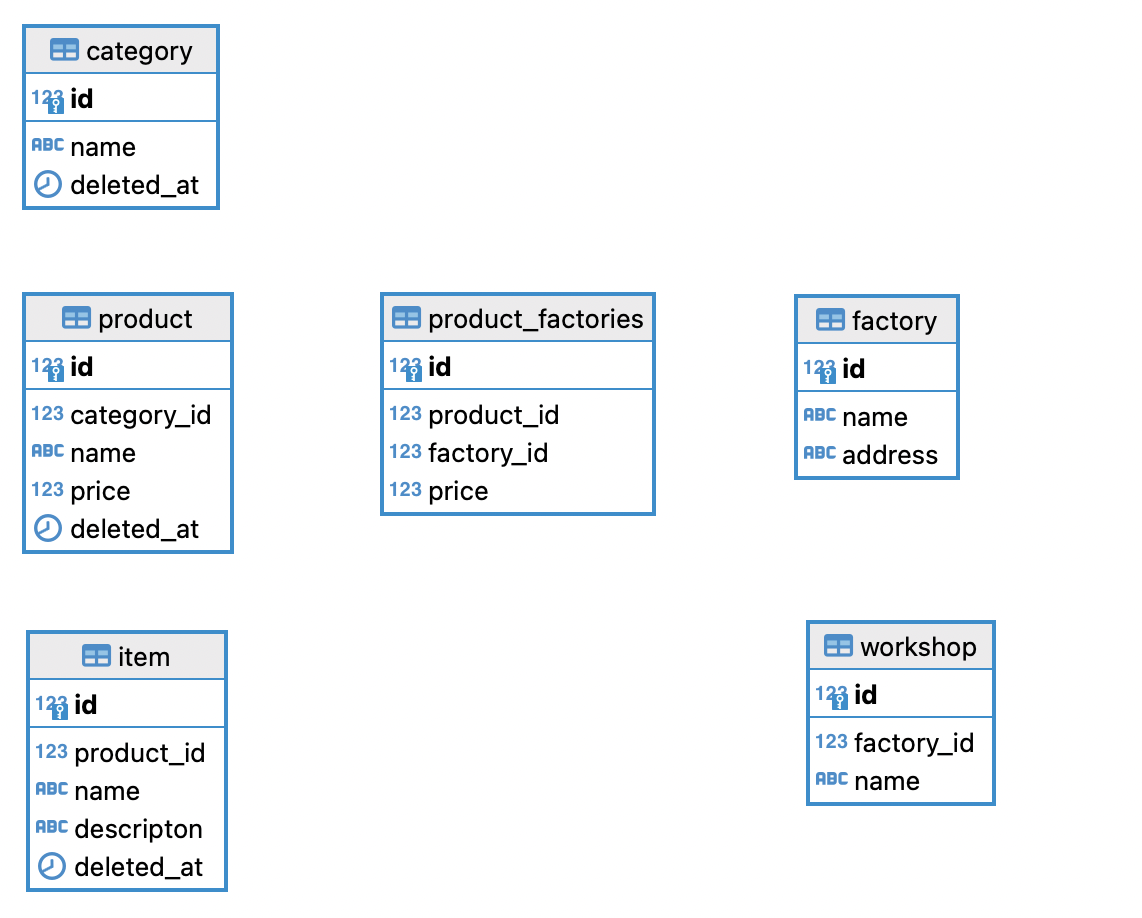 category
123 id
ABC name
deleted_at
product
123 id
123 category_id
ABC name
123 price
deleted_at
product_factories
123 id
123 product_id
123 factory_id
123 price
factory
123 id
ABC name
ABC address
item
123 id
123 product_id
ABC name
ABC descripton
deleted_at
workshop
123 id
123 factory_id
ABC name